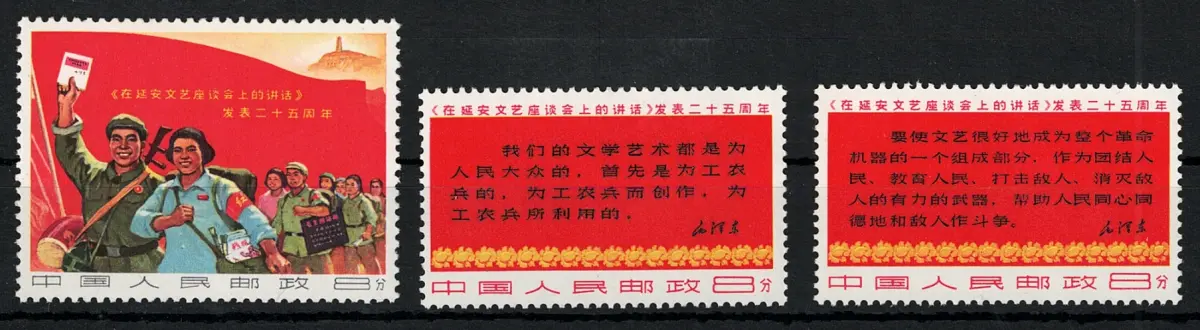 《在延安文艺座谈会上的讲话》
发表二十五周年
中国人民邮政 8分
《在延安文艺座谈会上的讲话》发表二十五周年
我们的文学艺术都是为
人民大众的，首先是为工农
兵的，为工农兵而创作，为
工农兵所利用的。
毛泽东
中国人民邮政 8分
《在延安文艺座谈会上的讲话》发表二十五周年
要使文艺很好地成为整个革命
机器的一个组成部分，作为团结人
民、教育人民、打击敌人、消灭敌
人的有力的武器，帮助人民同心同
德地和敌人作斗争。
毛泽东
中国人民邮政 8分